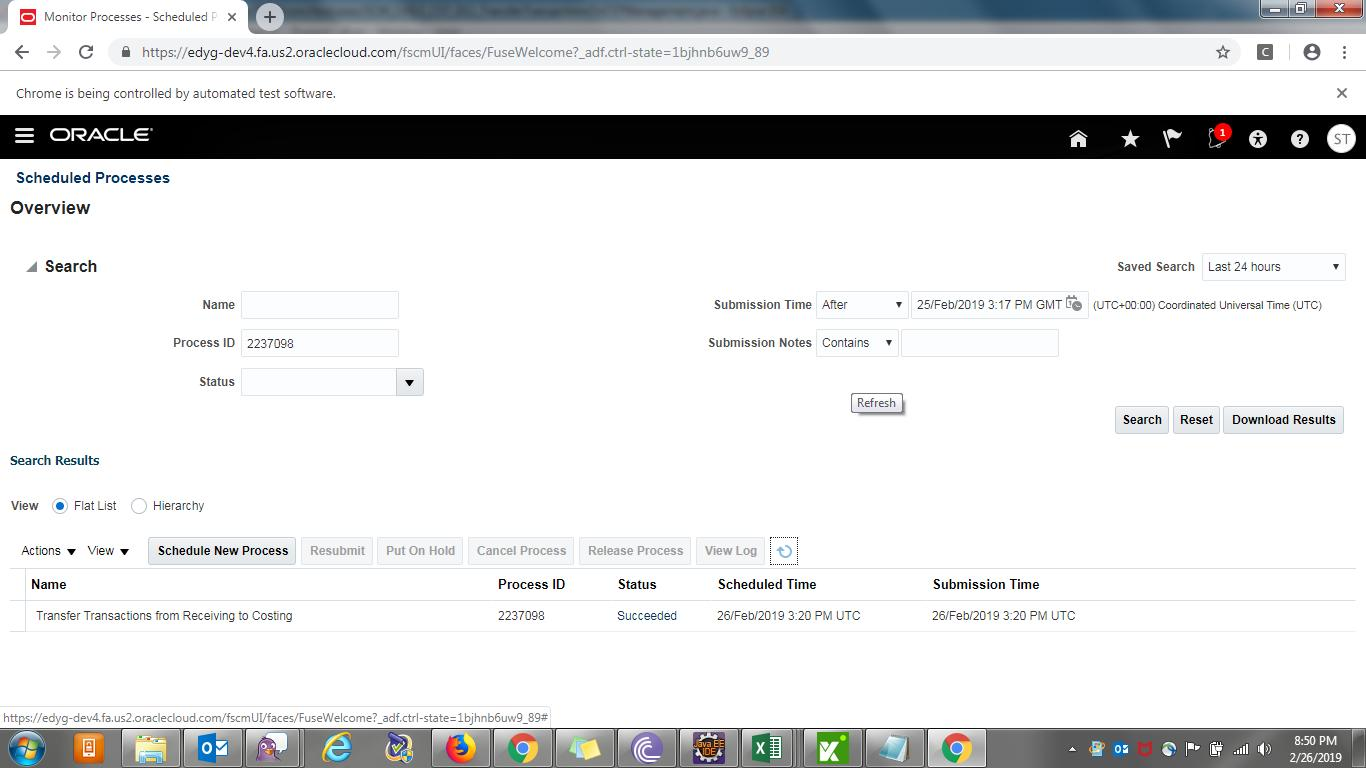 Monitor Processes - Scheduled P
https://edyg-dev4.fa.us2.oraclecloud.com/fscmUI/faces/FuseWelcome?_adf.ctrl-state=1bjhnb6uw9_89
C
Chrome is being controlled by automated test software.
ORACLE
1
?
ST
Scheduled Processes
Overview
Search
Saved Search Last 24 hours
Name
Submission Time After 25/Feb/2019 3:17 PM GMT (UTC+00:00) Coordinated Universal Time (UTC)
Process ID 2237098
Submission Notes Contains
Status
Refresh
Search Reset Download Results
Search Results
View Flat List Hierarchy
Actions View Schedule New Process Resubmit Put On Hold Cancel Process Release Process View Log
Name Process ID Status Scheduled Time Submission Time
Transfer Transactions from Receiving to Costing 2237098 Succeeded 26/Feb/2019 3:20 PM UTC 26/Feb/2019 3:20 PM UTC
https://edyg-dev4.fa.us2.oraclecloud.com/fscmUI/faces/FuseWelcome?_adf.ctrl-state=1bjhnb6uw9_89#
Java EE
IDE
8:50 PM
2/26/2019